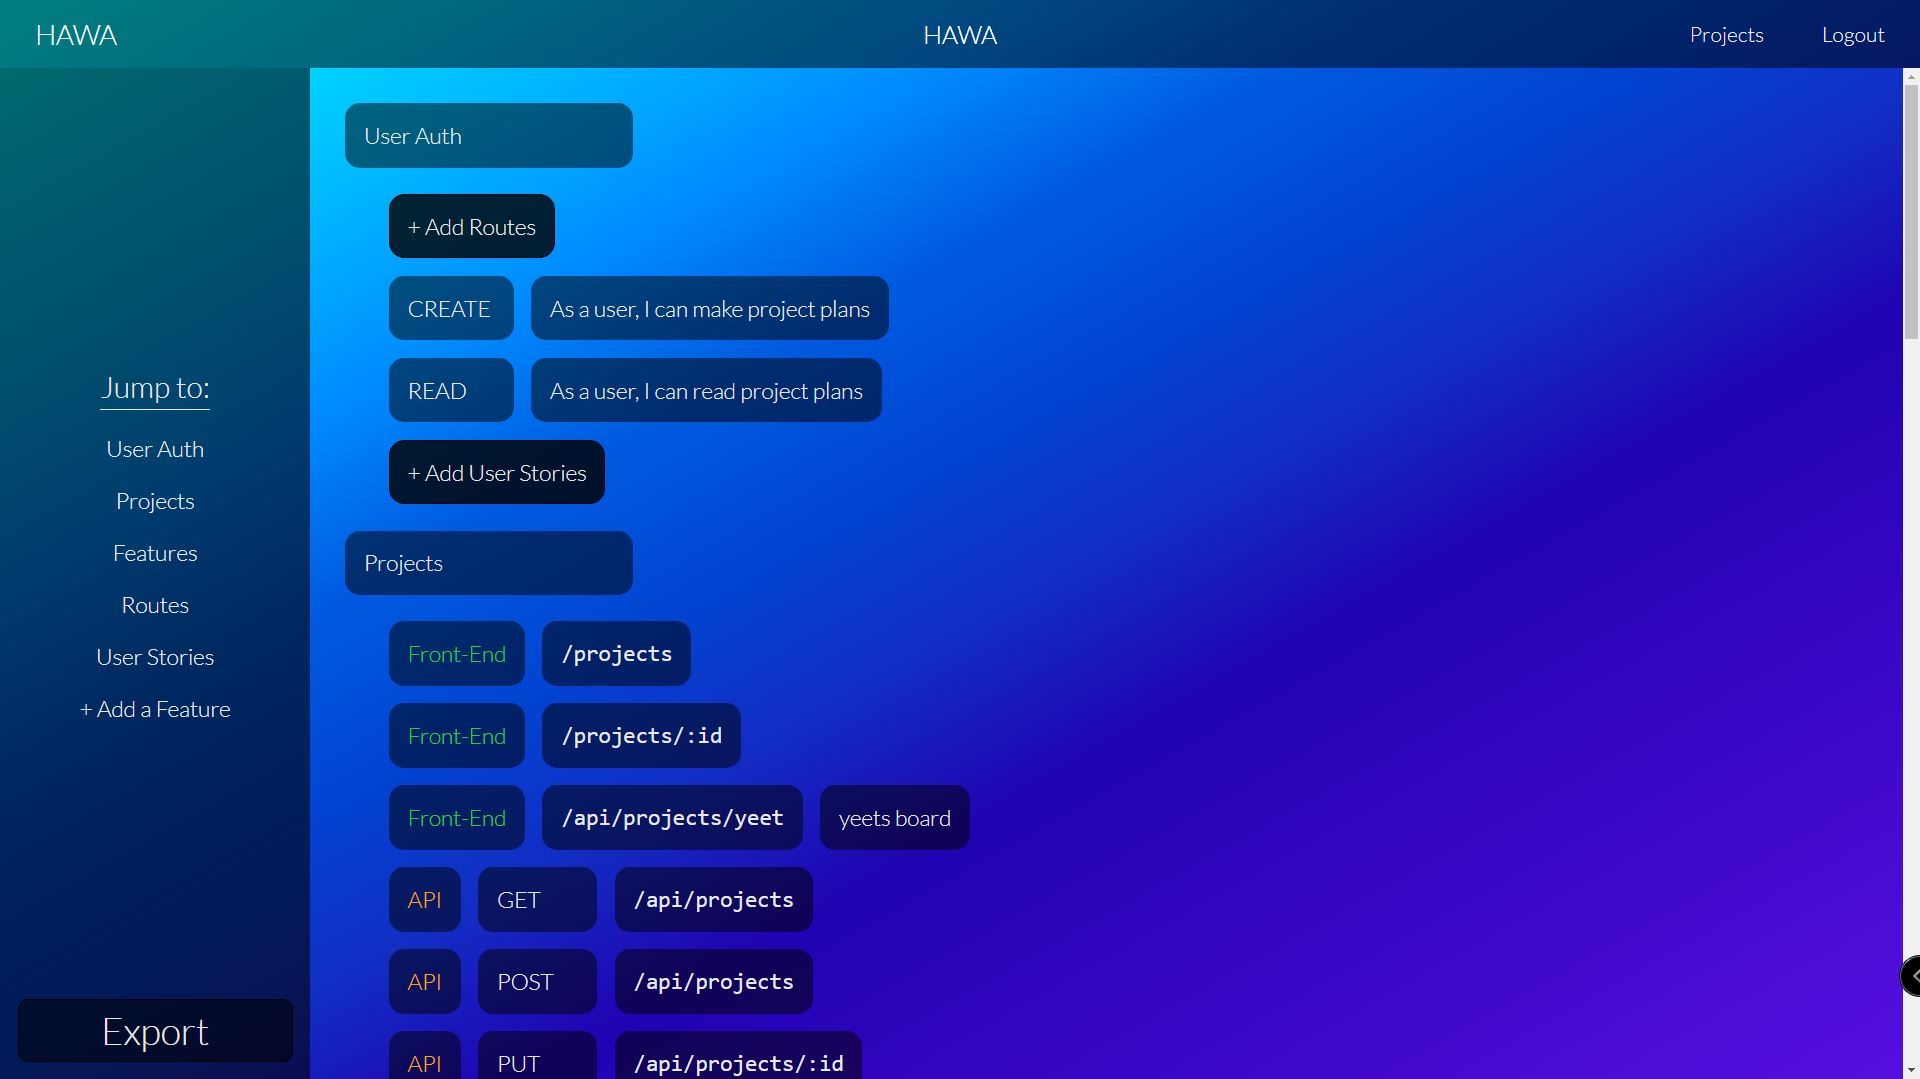 HAWA
HAWA
Projects
Logout
Jump to:
User Auth
Projects
Features
Routes
User Stories
+ Add a Feature
Export
User Auth
+ Add Routes
CREATE As a user, I can make project plans
READ As a user, I can read project plans
+ Add User Stories
Projects
Front-End /projects
Front-End /projects/:id
Front-End /api/projects/yeet yeets board
API GET /api/projects
API POST /api/projects
API PUT /api/projects/:id